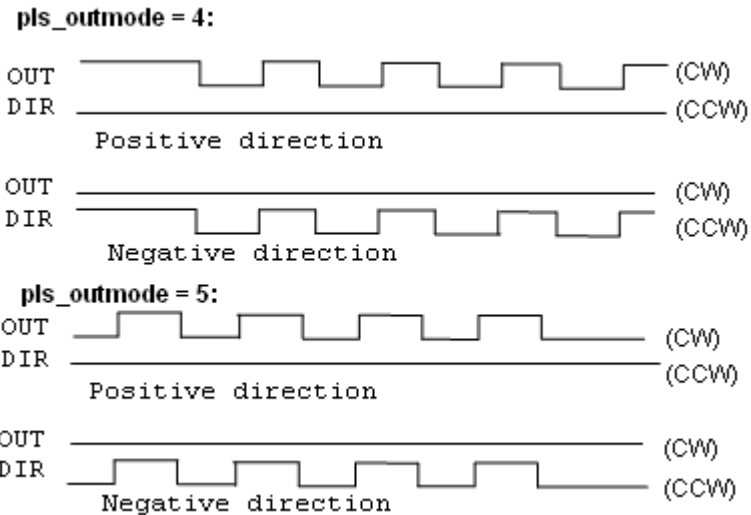 pls_outmode = 4:
OUT (CW)
DIR (CCW)
Positive direction
OUT (CW)
DIR (CCW)
Negative direction
pls_outmode = 5:
OUT (CW)
DIR (CCW)
Positive direction
OUT (CW)
DIR (CCW)
Negative direction